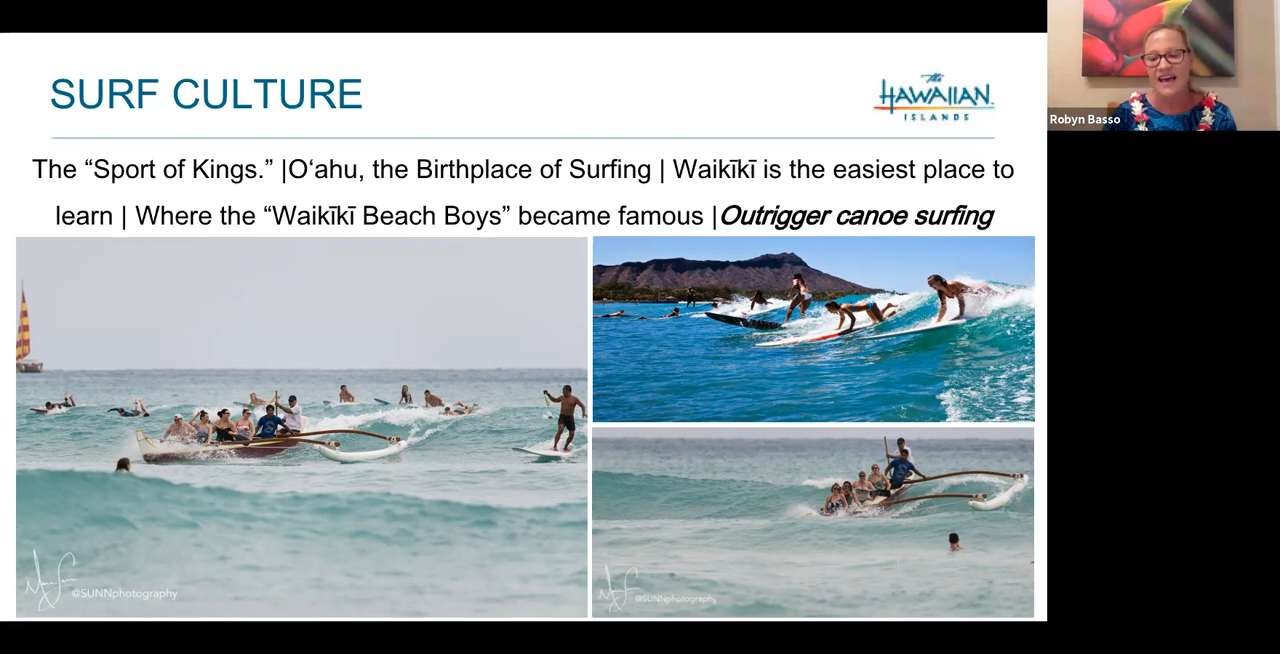 SURF CULTURE
the
HAWAIIAN
ISLANDS
The “Sport of Kings.” |Oʻahu, the Birthplace of Surfing | Waikīkī is the easiest place to
learn | Where the “Waikīkī Beach Boys” became famous |Outrigger canoe surfing
Robyn Basso
@SUNNphotography
@SUNNphotography